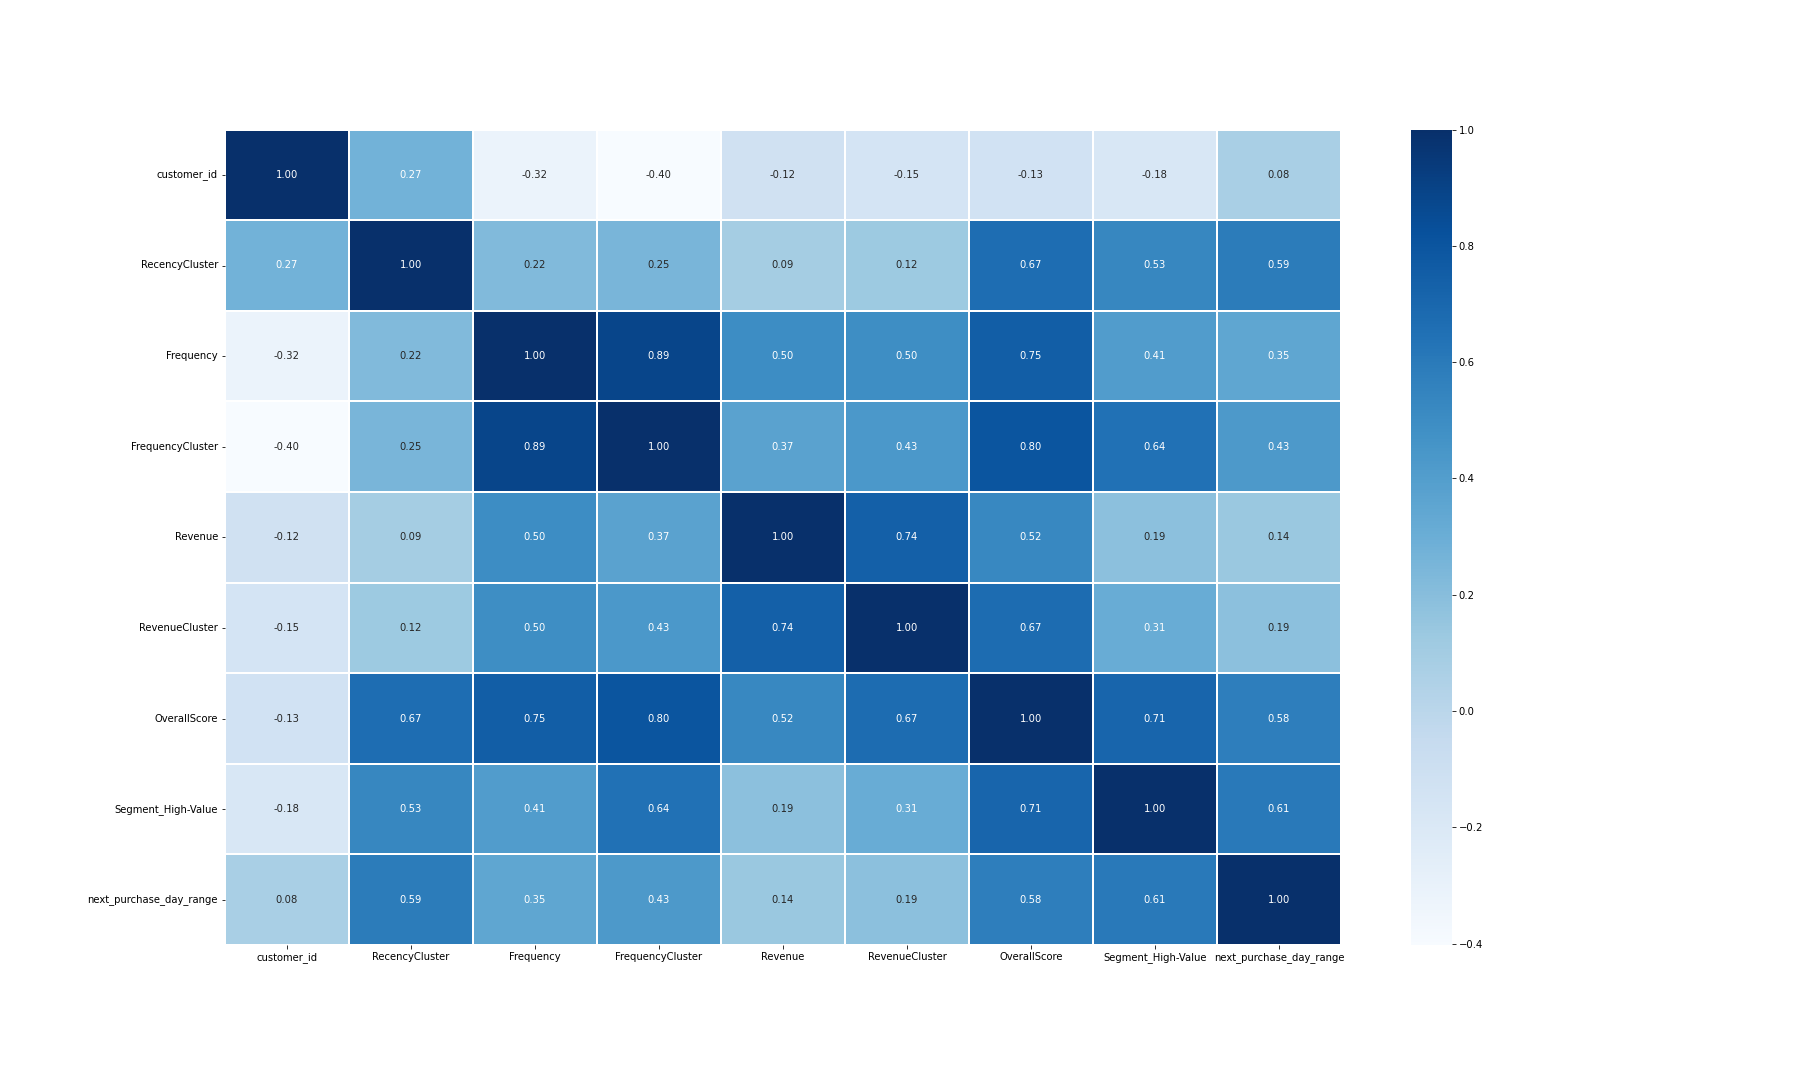 customer_id 1.00 0.27 -0.32 -0.40 -0.12 -0.15 -0.13 -0.18 0.08
RecencyCluster 0.27 1.00 0.22 0.25 0.09 0.12 0.67 0.53 0.59
Frequency -0.32 0.22 1.00 0.89 0.50 0.50 0.75 0.41 0.35
FrequencyCluster -0.40 0.25 0.89 1.00 0.37 0.43 0.80 0.64 0.43
Revenue -0.12 0.09 0.50 0.37 1.00 0.74 0.52 0.19 0.14
RevenueCluster -0.15 0.12 0.50 0.43 0.74 1.00 0.67 0.31 0.19
OverallScore -0.13 0.67 0.75 0.80 0.52 0.67 1.00 0.71 0.58
Segment_High-Value -0.18 0.53 0.41 0.64 0.19 0.31 0.71 1.00 0.61
next_purchase_day_range 0.08 0.59 0.35 0.43 0.14 0.19 0.58 0.61 1.00
customer_id RecencyCluster Frequency FrequencyCluster Revenue RevenueCluster OverallScore Segment_High-Value next_purchase_day_range
1.0
0.8
0.6
0.4
0.2
0.0
−0.2
−0.4